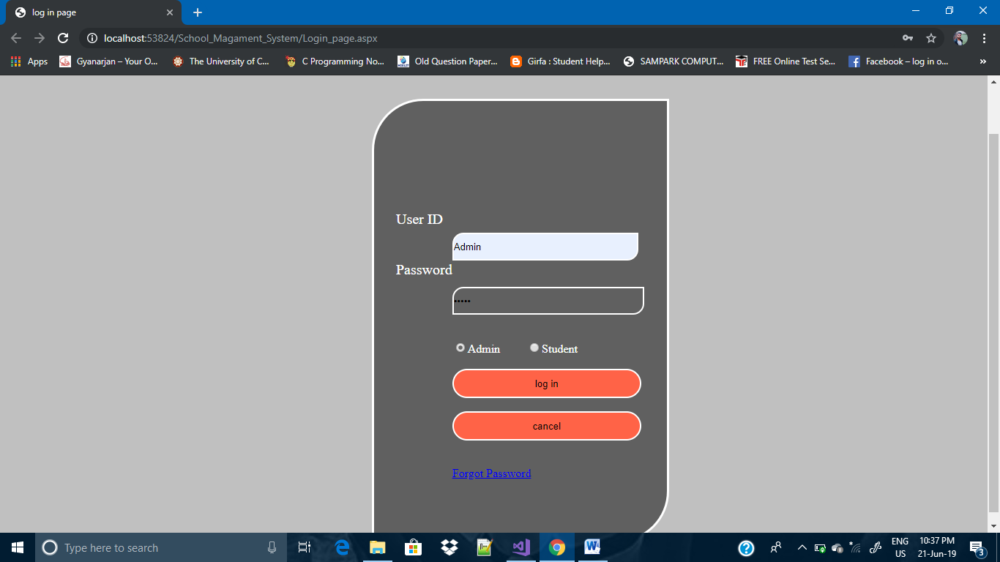 log in page
localhost:53824/School_Magament_System/Login_page.aspx
Apps Gyanarjan – Your O... The University of C... C Programming No... Old Question Paper... Girfa : Student Help... SAMPARK COMPUT... FREE Online Test Se... Facebook – log in o...
User ID
Admin
Password
•••••
Admin Student
log in
cancel
Forgot Password
Type here to search
ENG 10:37 PM
US 21-Jun-19 3